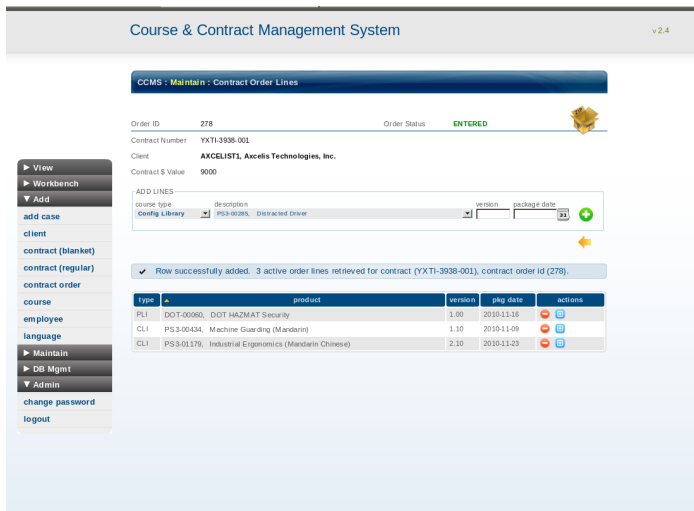 Course & Contract Management System
v 2.4
CCMS : Maintain : Contract Order Lines
Order ID 278 Order Status ENTERED
Contract Number YXTI-3938-001
Client AXCELIST1, Axcelis Technologies, Inc.
Contract $ Value 9000
ADD LINES
course type description version package date
Config Library PS3-00285, Distracted Driver 31
Row successfully added. 3 active order lines retrieved for contract (YXTI-3938-001), contract order id (278).
type product version pkg date actions
PLI DOT-00060, DOT HAZMAT Security 1.00 2010-11-16
CLI PS3-00434, Machine Guarding (Mandarin) 1.10 2010-11-09
CLI PS3-01179, Industrial Ergonomics (Mandarin Chinese) 2.10 2010-11-23
View
Workbench
Add
add case
client
contract (blanket)
contract (regular)
contract order
course
employee
language
Maintain
DB Mgmt
Admin
change password
logout